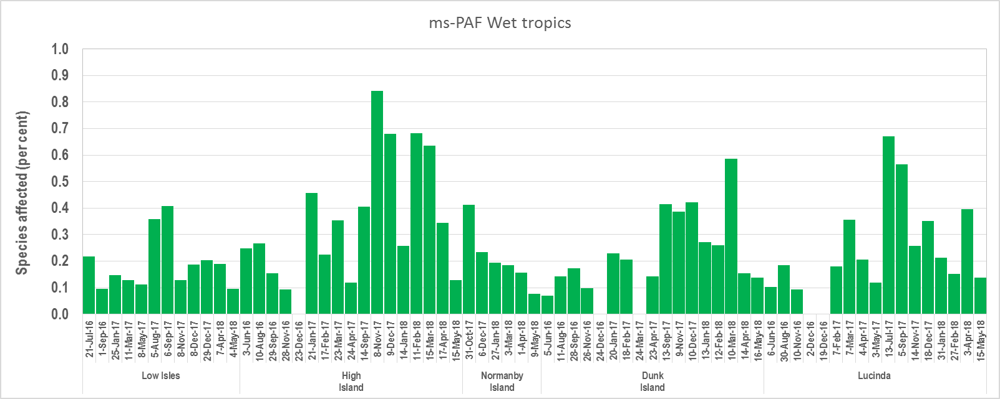 ms-PAF Wet tropics
Species affected (per cent)
1.0
0.9
0.8
0.7
0.6
0.5
0.4
0.3
0.2
0.1
0.0
21-Jul-16
1-Sep-16
25-Jan-17
11-Mar-17
8-May-17
5-Aug-17
6-Sep-17
8-Nov-17
8-Dec-17
29-Dec-17
7-Apr-18
4-May-18
3-Jun-16
10-Aug-16
29-Sep-16
28-Nov-16
23-Dec-16
21-Jan-17
17-Feb-17
23-Mar-17
24-Apr-17
14-Sep-17
8-Nov-17
9-Dec-17
14-Jan-18
11-Feb-18
15-Mar-18
17-Apr-18
15-May-18
31-Oct-17
6-Dec-17
27-Jan-18
3-Mar-18
1-Apr-18
9-May-18
5-Jun-16
11-Aug-16
28-Sep-16
26-Nov-16
24-Dec-16
20-Jan-17
18-Feb-17
24-Mar-17
23-Apr-17
13-Sep-17
9-Nov-17
10-Dec-17
13-Jan-18
12-Feb-18
10-Mar-18
14-Apr-18
16-May-18
6-Jun-16
30-Aug-16
10-Nov-16
2-Dec-16
19-Dec-16
7-Feb-17
7-Mar-17
4-Apr-17
3-May-17
13-Jul-17
5-Sep-17
14-Nov-17
18-Dec-17
31-Jan-18
27-Feb-18
3-Apr-18
15-May-18
Low Isles
High
Island
Normanby
Island
Dunk
Island
Lucinda